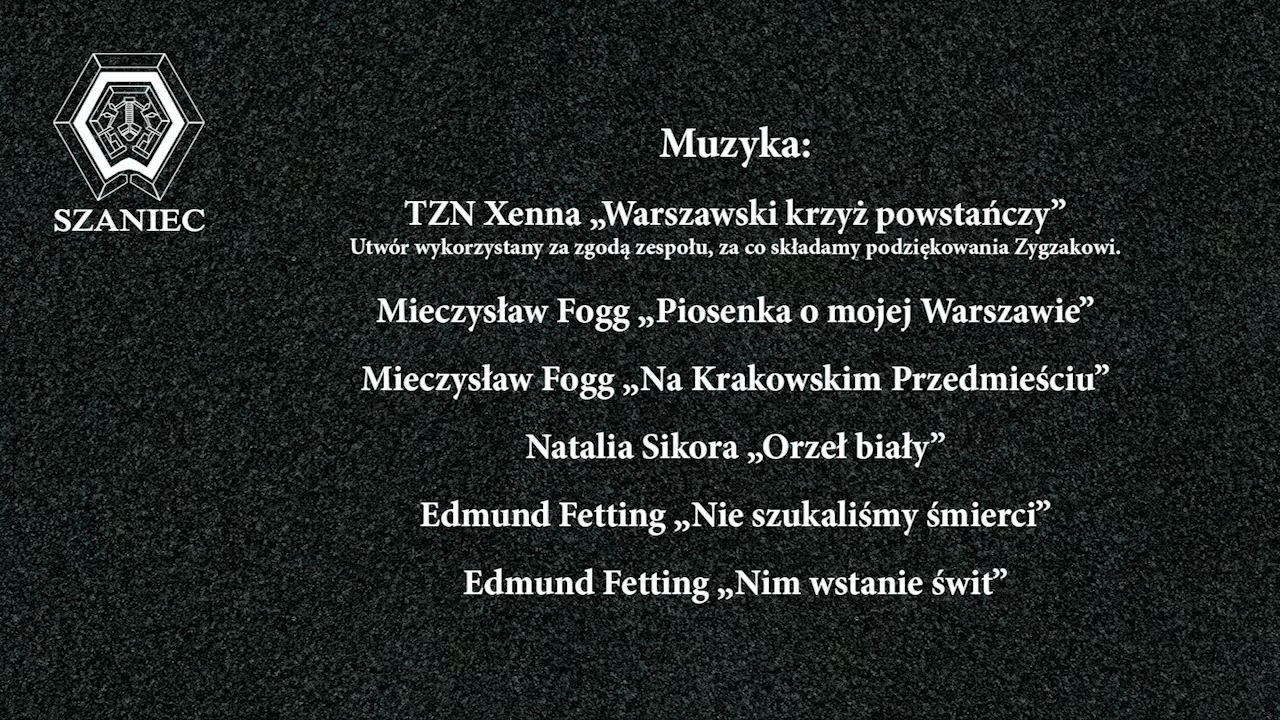 SZANIEC
Muzyka:
TZN Xenna „Warszawski krzyż powstańczy”
Utwór wykorzystany za zgodą zespołu, za co składamy podziękowania Zygzakowi.
Mieczysław Fogg „Piosenka o mojej Warszawie”
Mieczysław Fogg „Na Krakowskim Przedmieściu”
Natalia Sikora „Orzeł biały”
Edmund Fetting „Nie szukaliśmy śmierci”
Edmund Fetting „Nim wstanie świt”